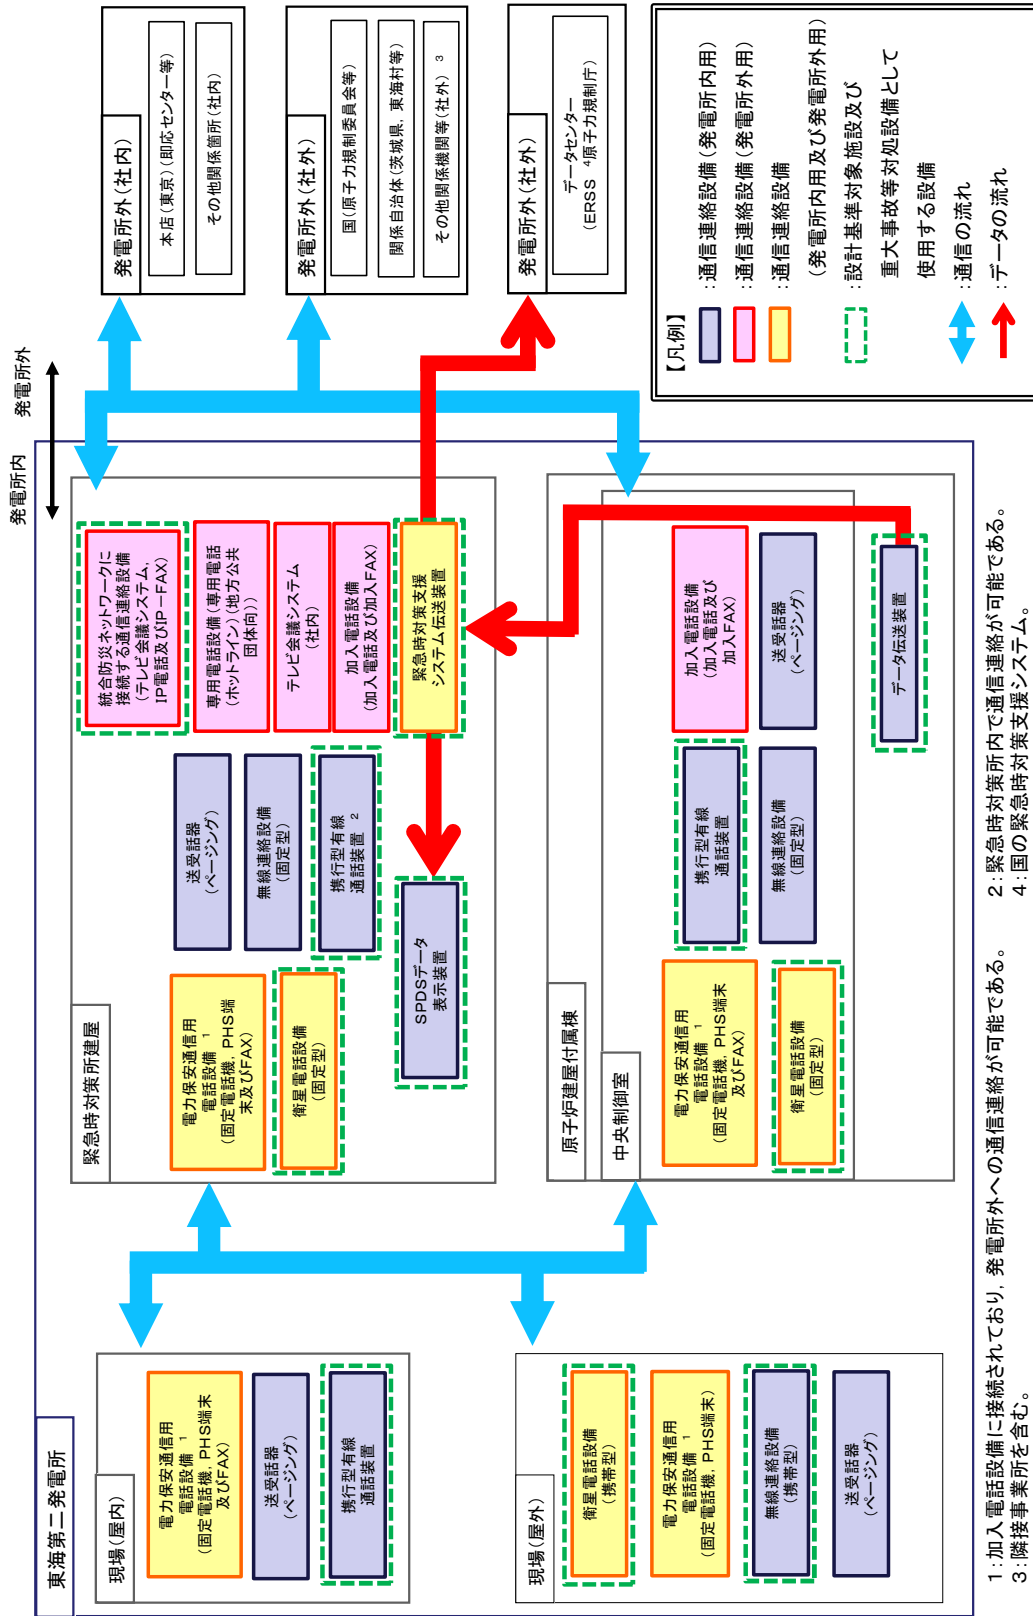 発電所内 発電所外
東海第二発電所
緊急時対策所建屋
統合防災ネットワークに
接続する通信連絡設備
(テレビ会議システム,
IP電話及びIP-FAX)
専用電話設備(専用電話
(ホットライン)(地方公共
団体向))
テレビ会議システム
(社内)
加入電話設備
(加入電話及び加入FAX)
緊急時対策支援
システム伝送装置
送受話器
(ページング)
無線連絡設備
(固定型)
携行型有線
通話装置 2
SPDSデータ
表示装置
電力保安通信用
電話設備 1
(固定電話機, PHS端
末及びFAX)
衛星電話設備
(固定型)
原子炉建屋付属棟
中央制御室
加入電話設備
(加入電話及び
加入FAX)
送受話器
(ページング)
データ伝送装置
携行型有線
通話装置
無線連絡設備
(固定型)
電力保安通信用
電話設備 1
(固定電話機, PHS端末
及びFAX)
衛星電話設備
(固定型)
現場(屋内)
電力保安通信用
電話設備 1
(固定電話機, PHS端末
及びFAX)
送受話器
(ページング)
携行型有線
通話装置
現場(屋外)
衛星電話設備
(携帯型)
電力保安通信用
電話設備 1
(固定電話機, PHS端末)
無線連絡設備
(携帯型)
送受話器
(ページング)
発電所外(社内)
本店(東京)(即応センター等)
その他関係箇所(社内)
発電所外(社外)
国(原子力規制委員会等)
関係自治体(茨城県, 東海村等)
その他関係機関等(社外) 3
発電所外(社外)
データセンター
(ERSS 4原子力規制庁)
【凡例】
:通信連絡設備(発電所内用)
:通信連絡設備(発電所外用)
:通信連絡設備
(発電所内用及び発電所外用)
:設計基準対象施設及び
重大事故等対処設備として
使用する設備
:通信の流れ
:データの流れ
1:加入電話設備に接続されており, 発電所外への通信連絡が可能である。 2:緊急時対策所内で通信連絡が可能である。
3:隣接事業所を含む。 4:国の緊急時対策支援システム。